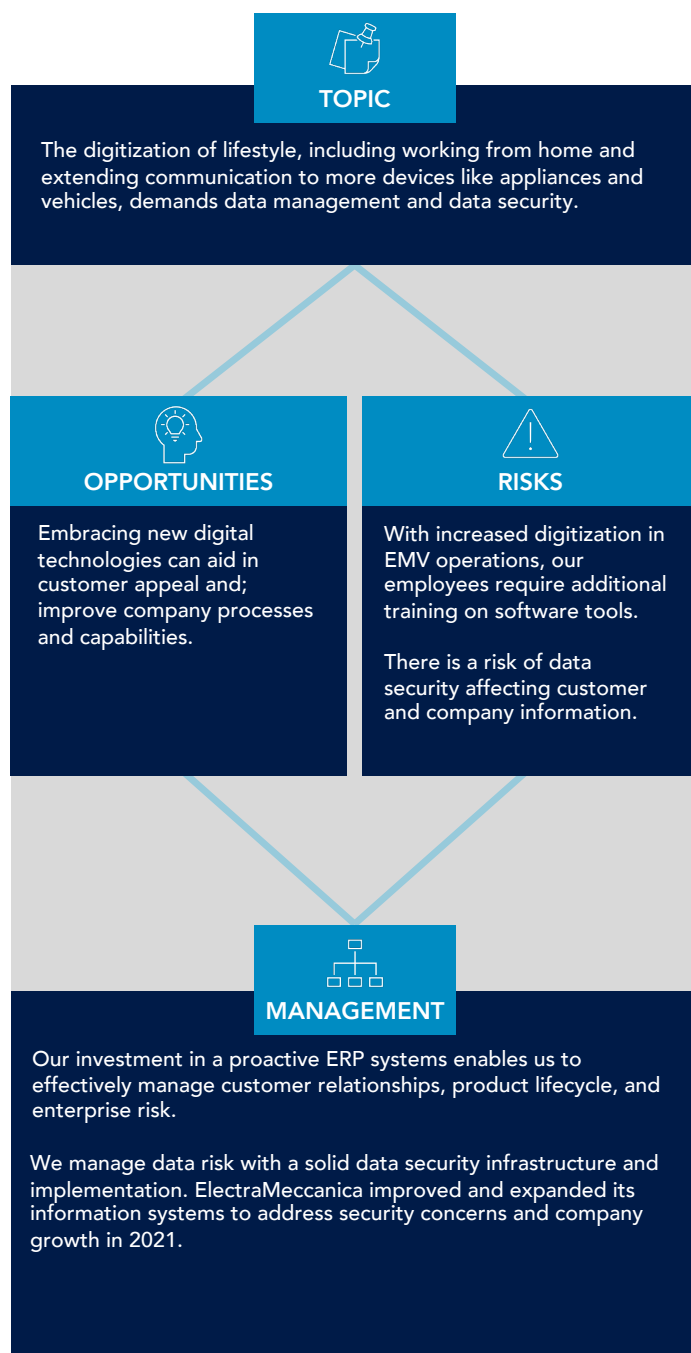 TOPIC
The digitization of lifestyle, including working from home and
extending communication to more devices like appliances and
vehicles, demands data management and data security.
OPPORTUNITIES
Embracing new digital
technologies can aid in
customer appeal and;
improve company processes
and capabilities.
RISKS
With increased digitization in
EMV operations, our
employees require additional
training on software tools.
There is a risk of data
security affecting customer
and company information.
MANAGEMENT
Our investment in a proactive ERP systems enables us to
effectively manage customer relationships, product lifecycle, and
enterprise risk.
We manage data risk with a solid data security infrastructure and
implementation. ElectraMeccanica improved and expanded its
information systems to address security concerns and company
growth in 2021.